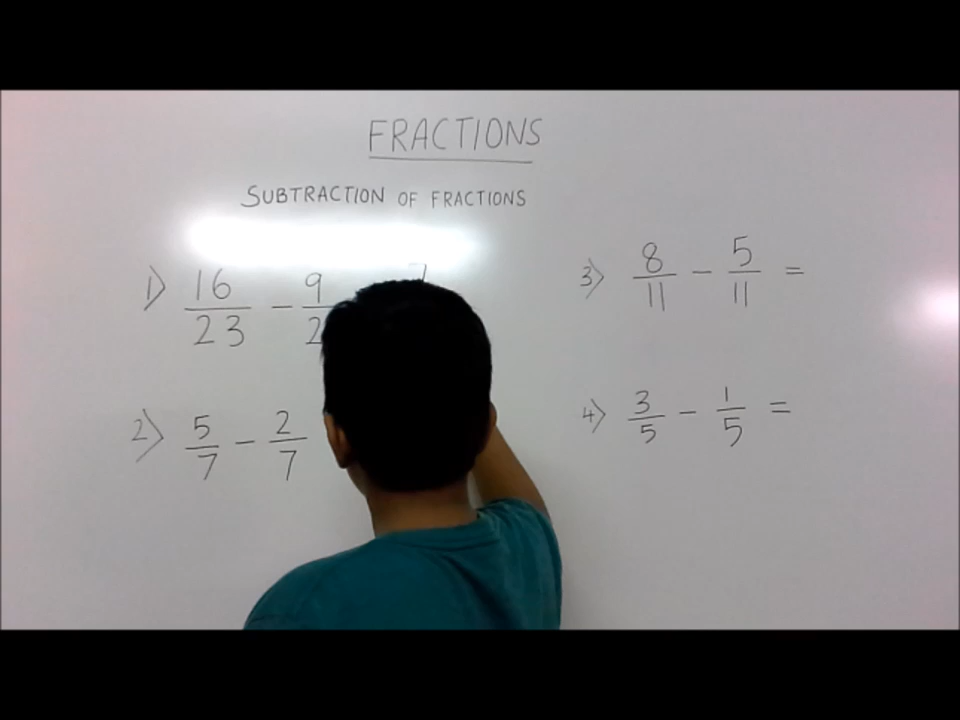 FRACTIONS
SUBTRACTION OF FRACTIONS
1) 16/23 - 9/2
2) 5/7 - 2/7
3) 8/11 - 5/11 =
4) 3/5 - 1/5 =